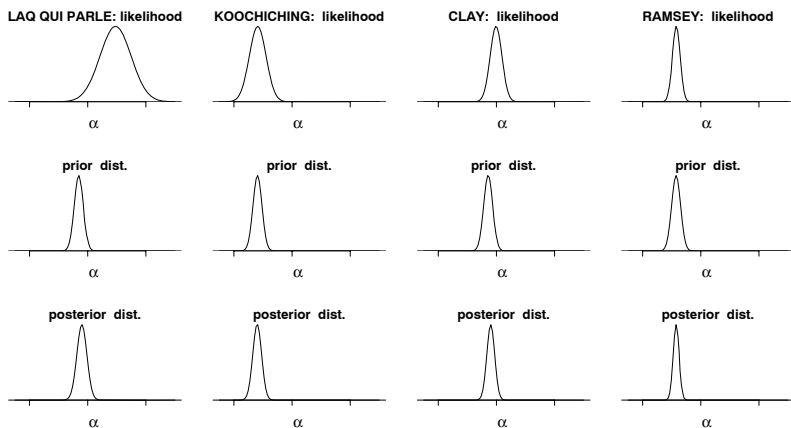 LAQ QUI PARLE: likelihood
KOOCHICHING: likelihood
CLAY: likelihood
RAMSEY: likelihood
α
α
α
α
prior dist.
prior dist.
prior dist.
prior dist.
α
α
α
α
posterior dist.
posterior dist.
posterior dist.
posterior dist.
α
α
α
α